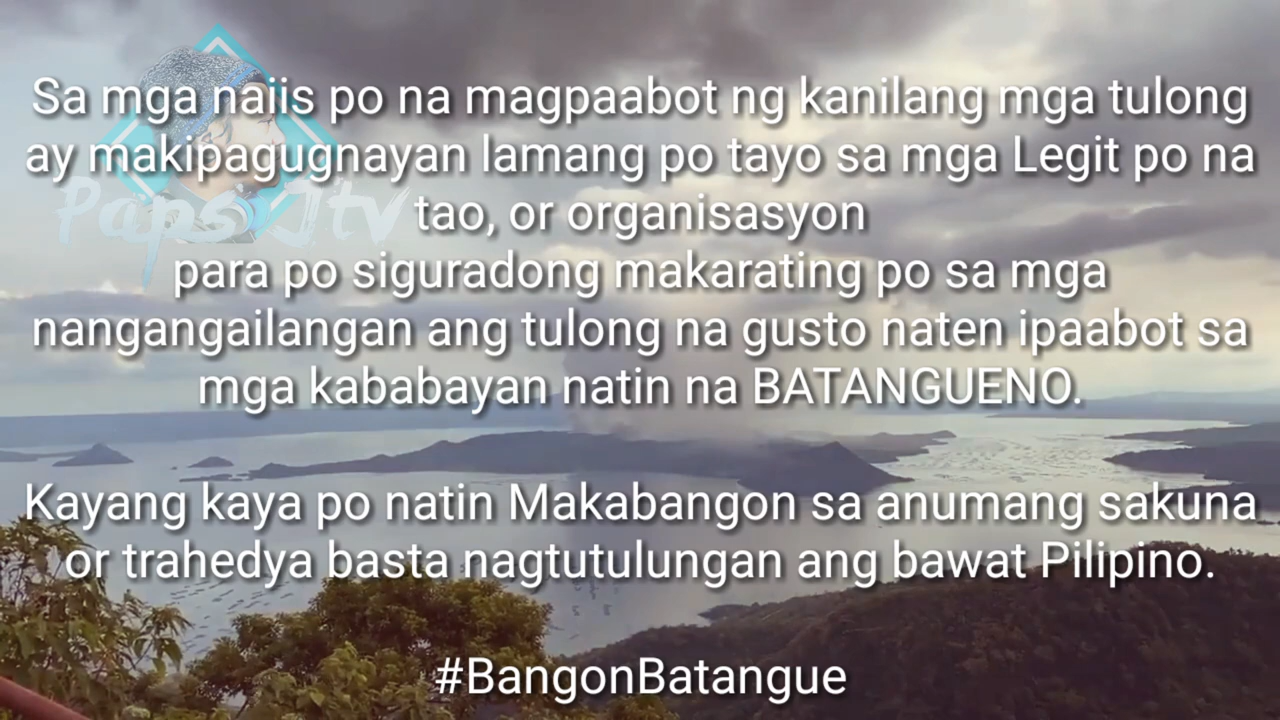 Sa mga naiis po na magpaabot ng kanilang mga tulong
ay makipagugnayan lamang po tayo sa mga Legit po na
tao, or organisasyon
para po siguradong makarating po sa mga
nangangailangan ang tulong na gusto naten ipaabot sa
mga kababayan natin na BATANGUENO.
Kayang kaya po natin Makabangon sa anumang sakuna
or trahedya basta nagtutulungan ang bawat Pilipino.
#BangonBatangue
Paps Jtv